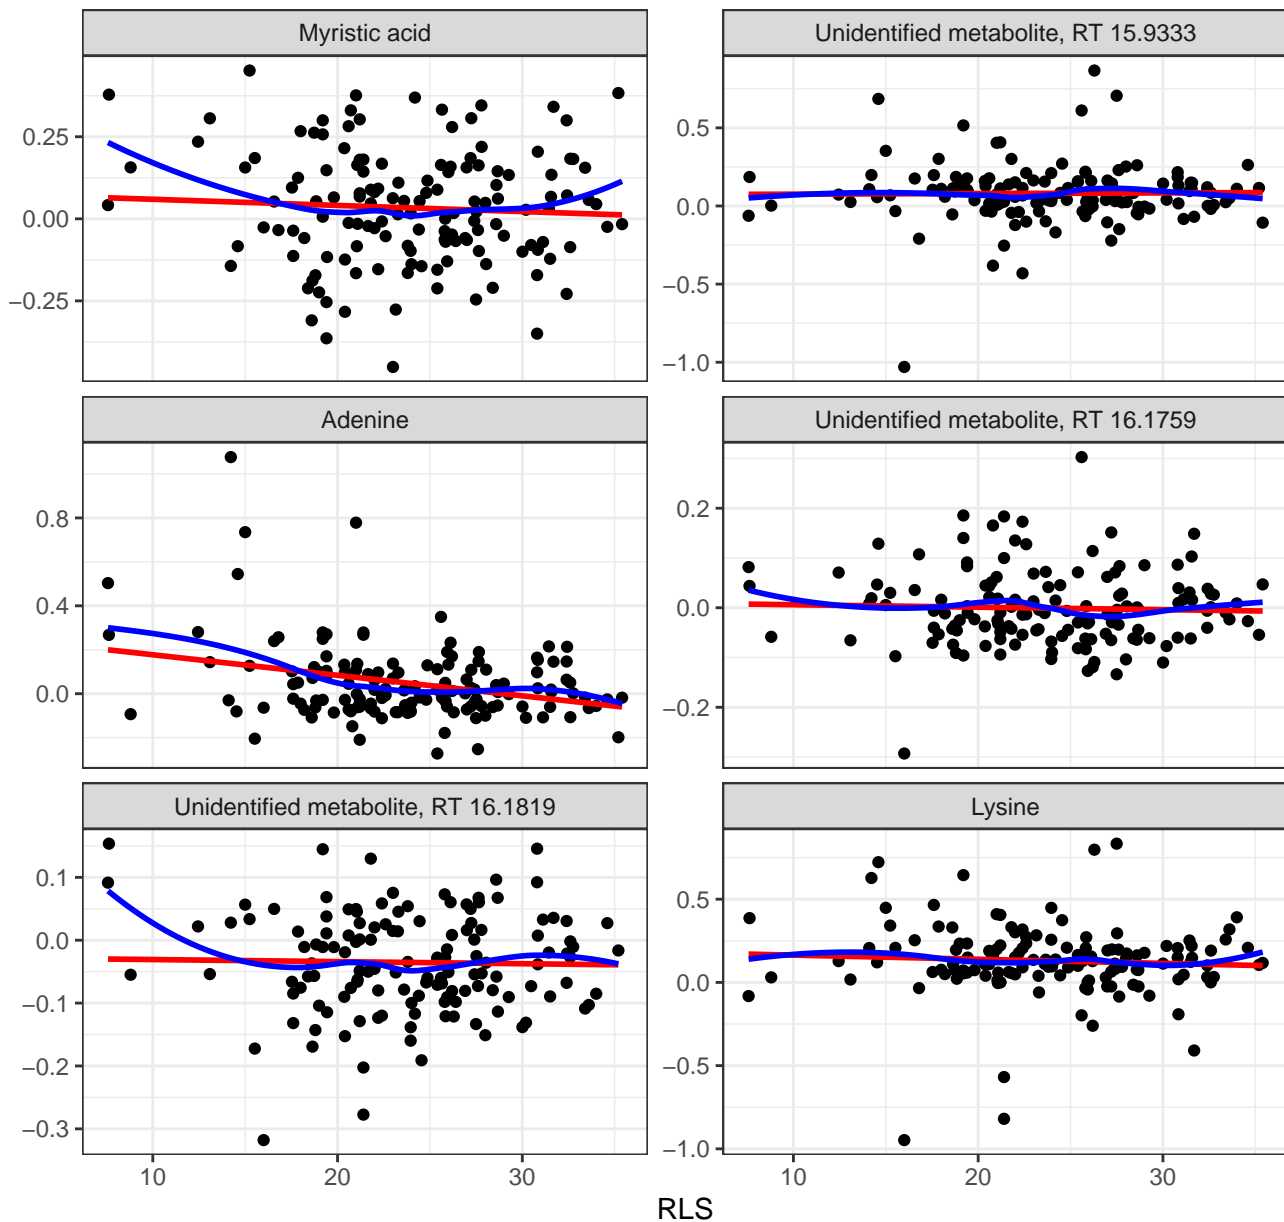 Myristic acid
Unidentified metabolite, RT 15.9333
0.25
0.00
−0.25
0.5
0.0
−0.5
−1.0
Adenine
Unidentified metabolite, RT 16.1759
0.8
0.4
0.0
0.2
0.0
−0.2
Unidentified metabolite, RT 16.1819
Lysine
0.1
0.0
−0.1
−0.2
−0.3
0.5
0.0
−0.5
−1.0
10 20 30
10 20 30
RLS